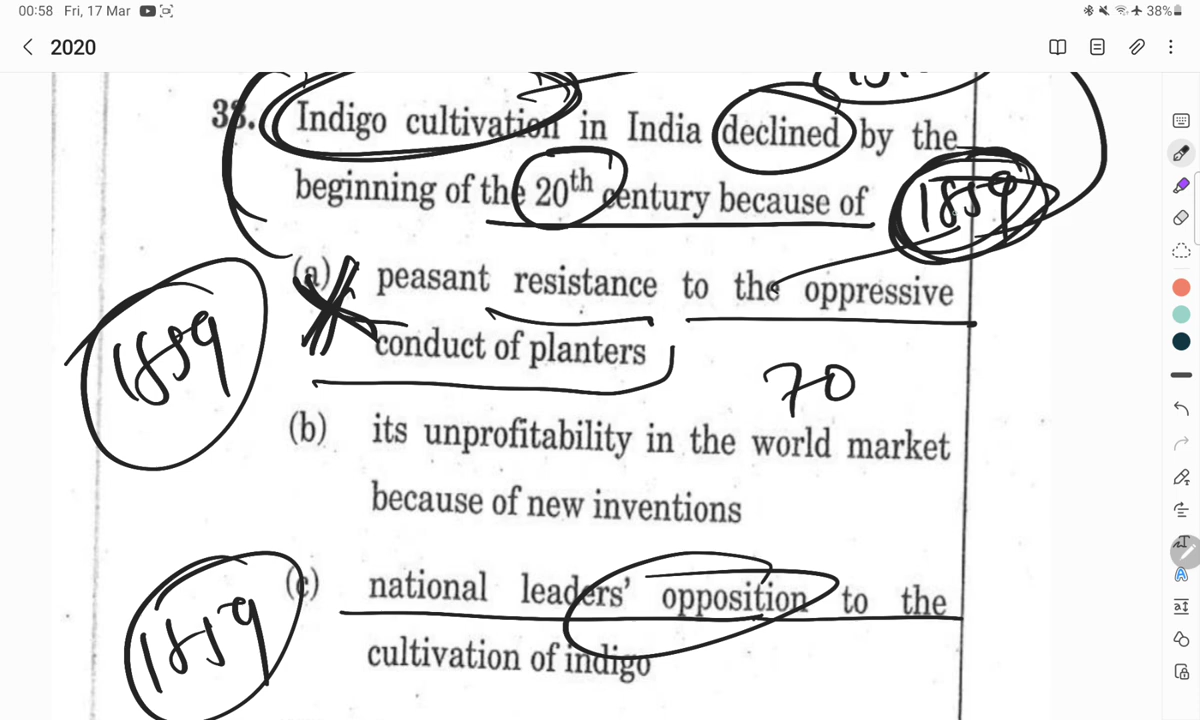 00:58 Fri, 17 Mar
38%
2020
33. Indigo cultivation in India declined by the
beginning of the 20th century because of
1859
(a) peasant resistance to the oppressive
conduct of planters
1859
70
(b) its unprofitability in the world market
because of new inventions
(c) national leaders' opposition to the
cultivation of indigo
1859